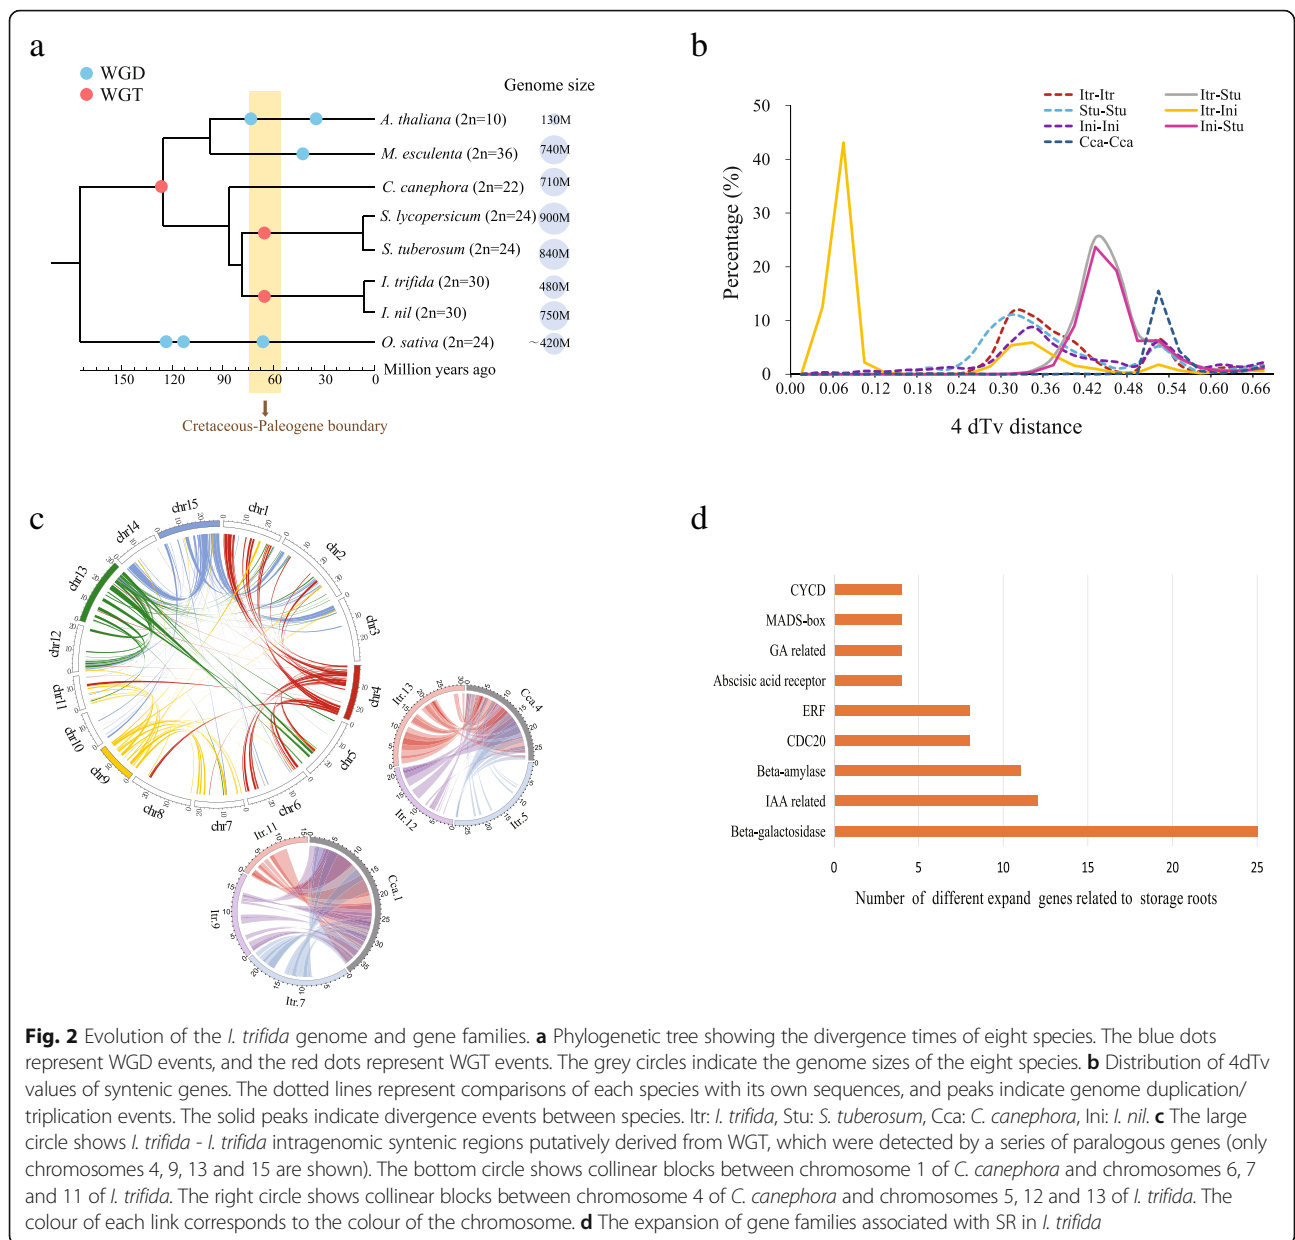 a
WGD
WGT
Genome size
A. thaliana (2n=10) 130M
M. esculenta (2n=36) 740M
C. canephora (2n=22) 710M
S. lycopersicum (2n=24) 900M
S. tuberosum (2n=24) 840M
I. trifida (2n=30) 480M
I. nil (2n=30) 750M
O. sativa (2n=24) ~420M
150 120 90 60 30 0 Million years ago
Cretaceous-Paleogene boundary
b
Itr-Itr Itr-Stu
Stu-Stu Itr-Ini
Ini-Ini Ini-Stu
Cca-Cca
Percentage (%)
50
40
30
20
10
0
0.00 0.06 0.12 0.18 0.24 0.30 0.36 0.42 0.48 0.54 0.60 0.66
4 dTv distance
c
chr1
chr2
chr3
chr4
chr5
chr6
chr7
chr8
chr9
chr10
chr11
chr12
chr13
chr14
chr15
Itr.13
Cca.4
Itr.12
Itr.5
Itr.11
Cca.1
Itr.9
Itr.7
d
CYCD
MADS-box
GA related
Abscisic acid receptor
ERF
CDC20
Beta-amylase
IAA related
Beta-galactosidase
0 5 10 15 20 25
Number of different expand genes related to storage roots
Fig. 2 Evolution of the I. trifida genome and gene families. a Phylogenetic tree showing the divergence times of eight species. The blue dots
represent WGD events, and the red dots represent WGT events. The grey circles indicate the genome sizes of the eight species. b Distribution of 4dTv
values of syntenic genes. The dotted lines represent comparisons of each species with its own sequences, and peaks indicate genome duplication/
triplication events. The solid peaks indicate divergence events between species. Itr: I. trifida, Stu: S. tuberosum, Cca: C. canephora, Ini: I. nil. c The large
circle shows I. trifida - I. trifida intragenomic syntenic regions putatively derived from WGT, which were detected by a series of paralogous genes (only
chromosomes 4, 9, 13 and 15 are shown). The bottom circle shows collinear blocks between chromosome 1 of C. canephora and chromosomes 6, 7
and 11 of I. trifida. The right circle shows collinear blocks between chromosome 4 of C. canephora and chromosomes 5, 12 and 13 of I. trifida. The
colour of each link corresponds to the colour of the chromosome. d The expansion of gene families associated with SR in I. trifida